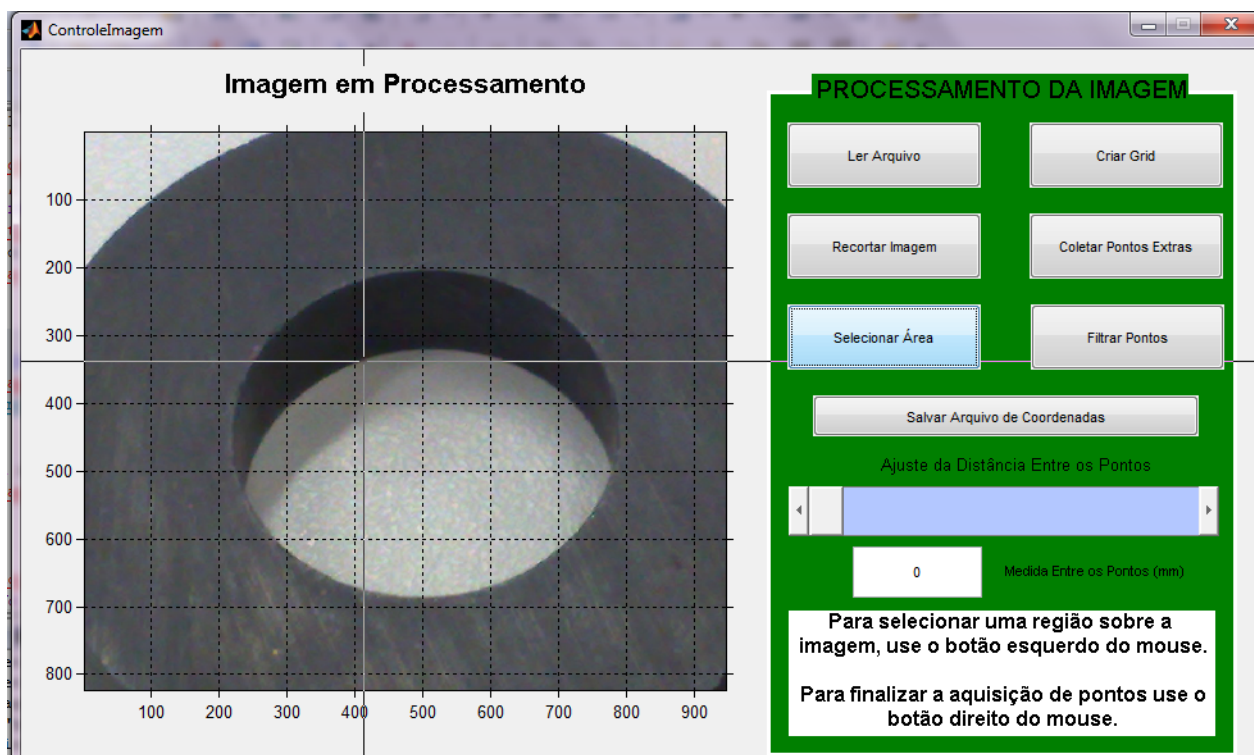 ControleImagem
Imagem em Processamento
100
200
300
400
500
600
700
800
100 200 300 400 500 600 700 800 900
PROCESSAMENTO DA IMAGEM
Ler Arquivo
Criar Grid
Recortar Imagem
Coletar Pontos Extras
Selecionar Área
Filtrar Pontos
Salvar Arquivo de Coordenadas
Ajuste da Distância Entre os Pontos
0
Medida Entre os Pontos (mm)
Para selecionar uma região sobre a
imagem, use o botão esquerdo do mouse.
Para finalizar a aquisição de pontos use o
botão direito do mouse.